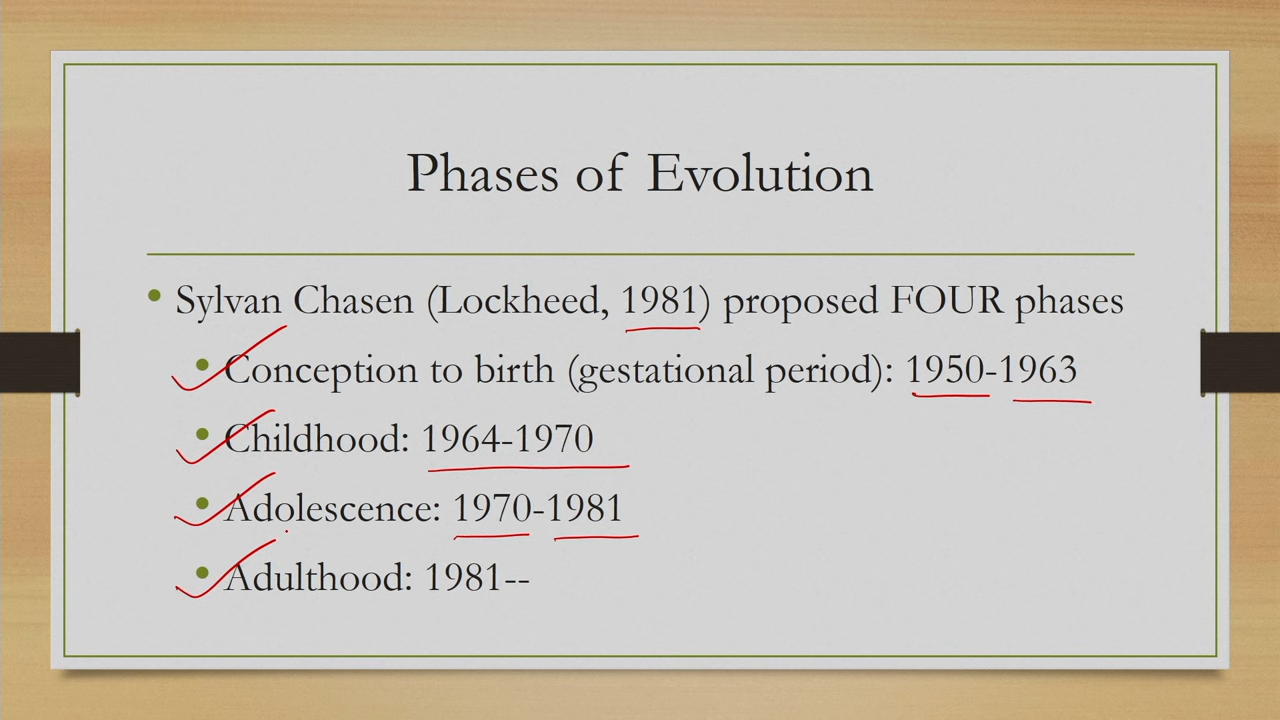 Phases of Evolution
• Sylvan Chasen (Lockheed, 1981) proposed FOUR phases
• Conception to birth (gestational period): 1950-1963
• Childhood: 1964-1970
• Adolescence: 1970-1981
• Adulthood: 1981--